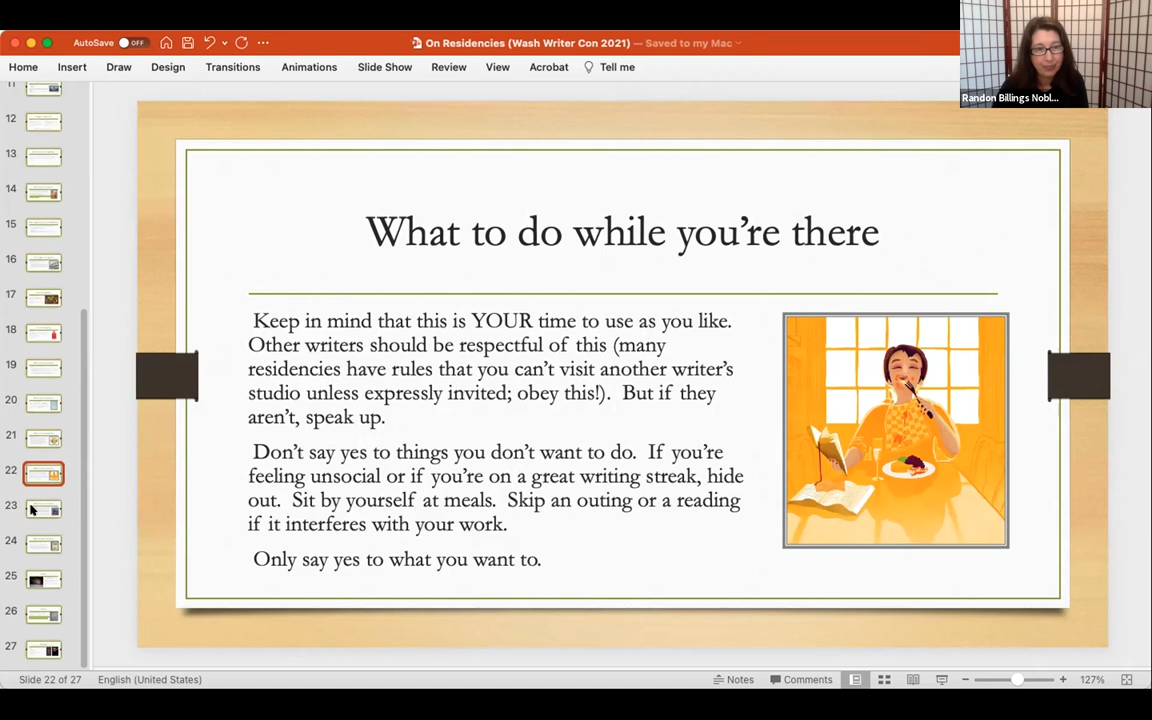 AutoSave OFF
On Residencies (Wash Writer Con 2021) — Saved to my Mac
Home Insert Draw Design Transitions Animations Slide Show Review View Acrobat Tell me
Randon Billings Nobl...
11
12
13
14
15
16
17
18
19
20
21
22
23
24
25
26
27
What to do while you're there
Keep in mind that this is YOUR time to use as you like.
Other writers should be respectful of this (many
residencies have rules that you can't visit another writer's
studio unless expressly invited; obey this!). But if they
aren't, speak up.
Don't say yes to things you don't want to do. If you're
feeling unsocial or if you're on a great writing streak, hide
out. Sit by yourself at meals. Skip an outing or a reading
if it interferes with your work.
Only say yes to what you want to.
Slide 22 of 27 English (United States) Notes Comments 127%